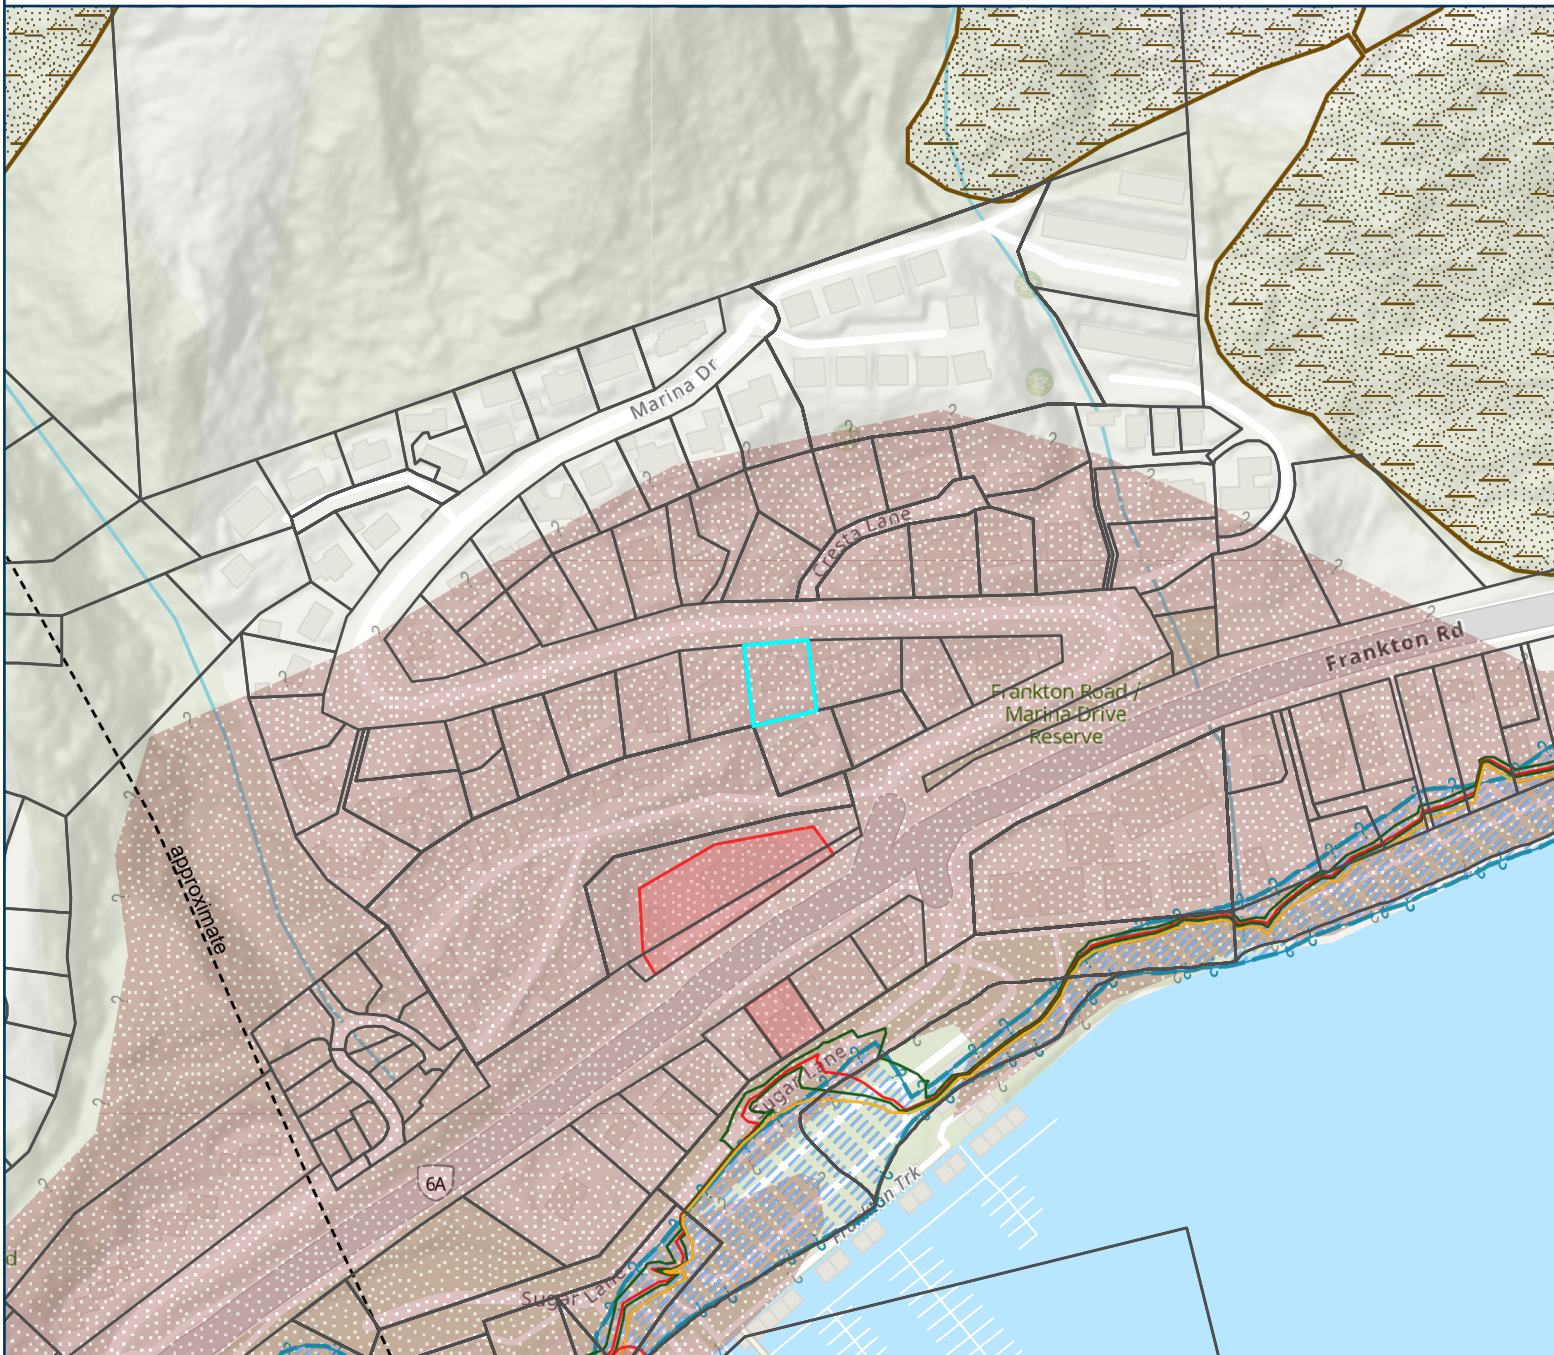 Marina Dr
Cresta Lane
Frankton Rd
Frankton Road /
Marina Drive
Reserve
approximate
Sugar Lane
6A
Frankton Trk
d
Sugar Lane